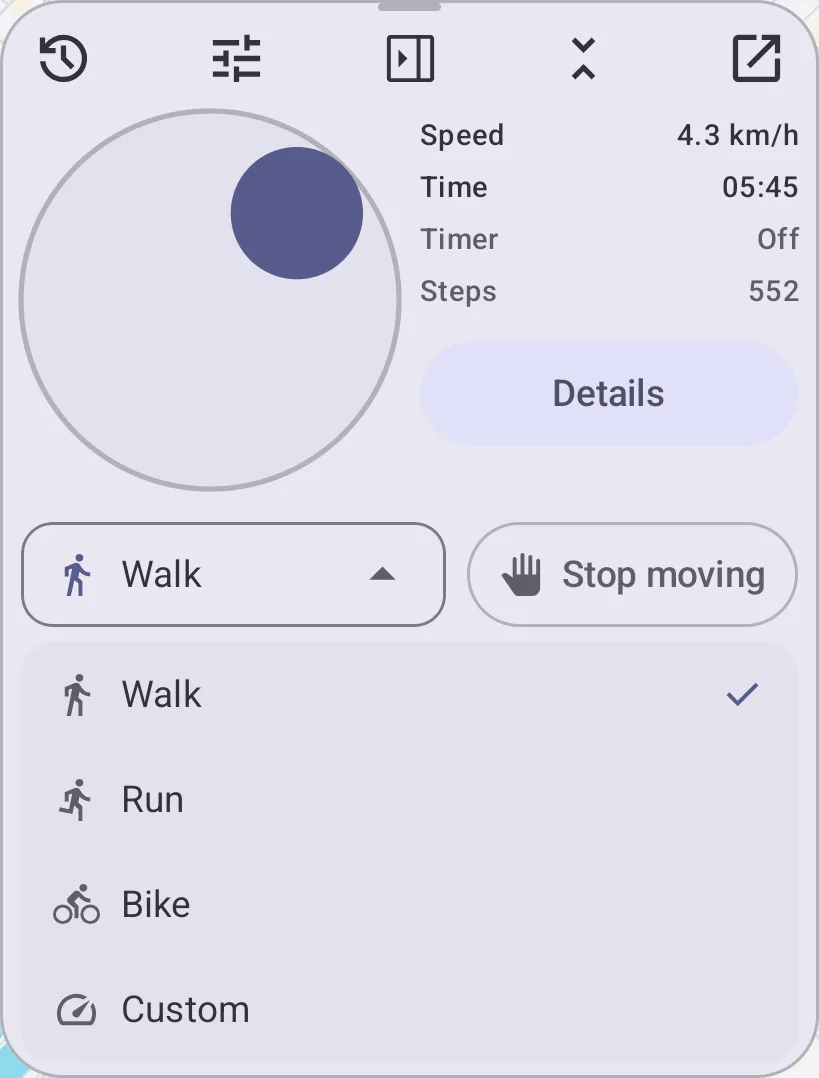 Speed 4.3 km/h
Time 05:45
Timer Off
Steps 552
Details
Walk Stop moving
Walk
Run
Bike
Custom